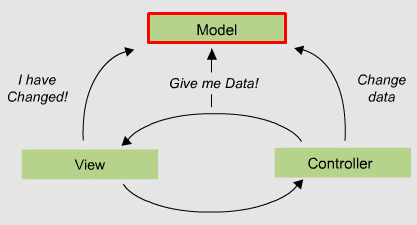 Model
I have
Changed!
Give me Data!
Change
data
View
Controller